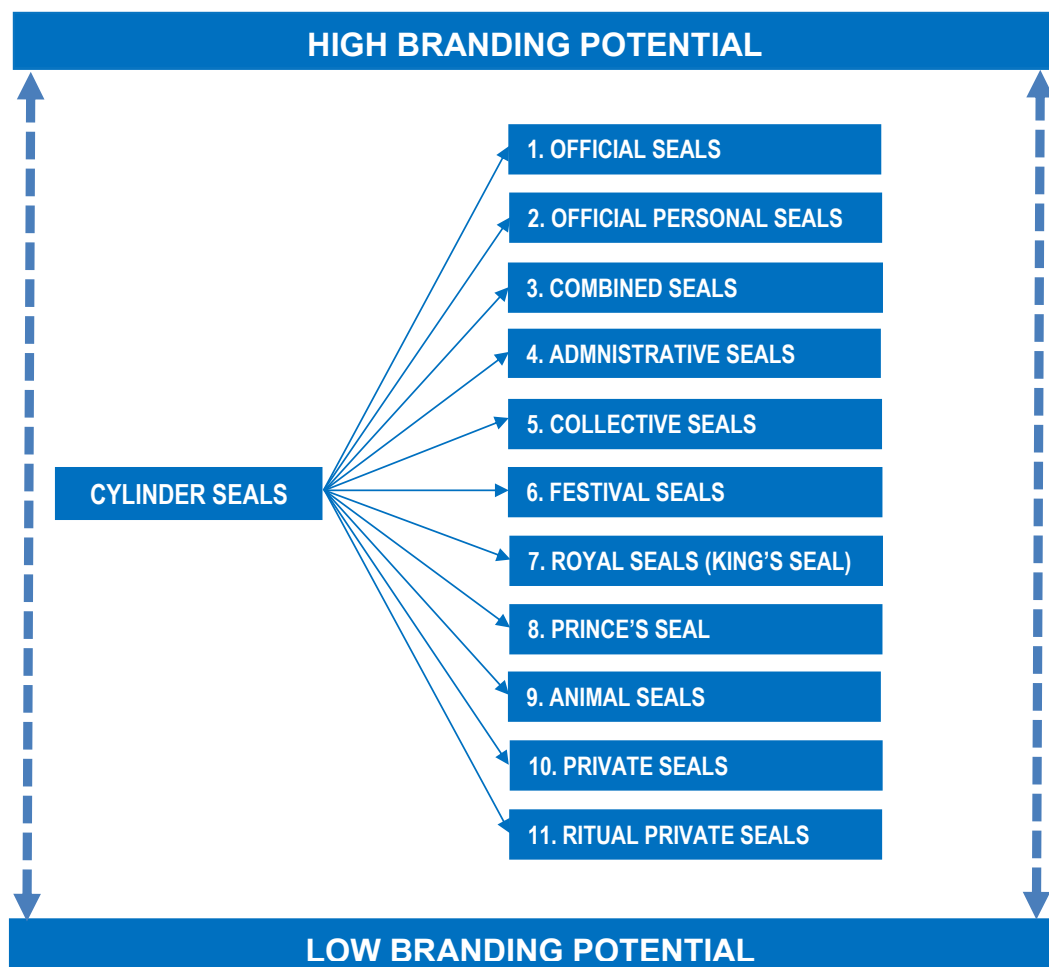 HIGH BRANDING POTENTIAL
1. OFFICIAL SEALS
2. OFFICIAL PERSONAL SEALS
3. COMBINED SEALS
4. ADMNISTRATIVE SEALS
5. COLLECTIVE SEALS
CYLINDER SEALS
6. FESTIVAL SEALS
7. ROYAL SEALS (KING’S SEAL)
8. PRINCE’S SEAL
9. ANIMAL SEALS
10. PRIVATE SEALS
11. RITUAL PRIVATE SEALS
LOW BRANDING POTENTIAL